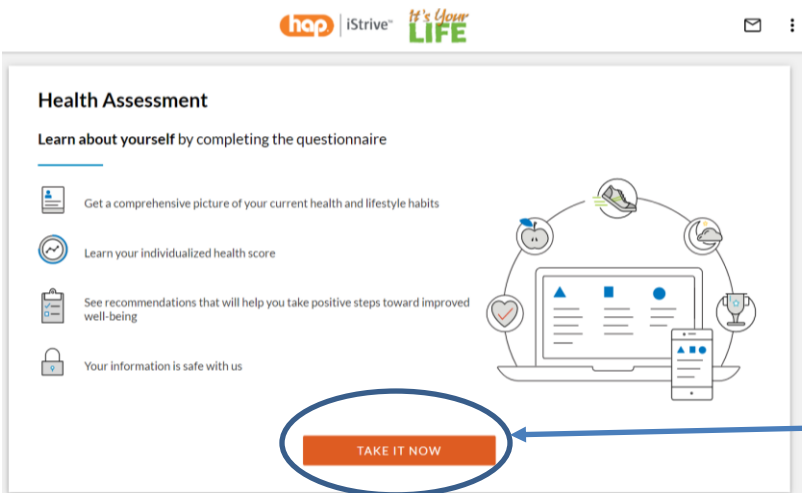 hap iStrive™ It's Your
LIFE
Health Assessment
Learn about yourself by completing the questionnaire
Get a comprehensive picture of your current health and lifestyle habits
Learn your individualized health score
See recommendations that will help you take positive steps toward improved
well-being
Your information is safe with us
TAKE IT NOW